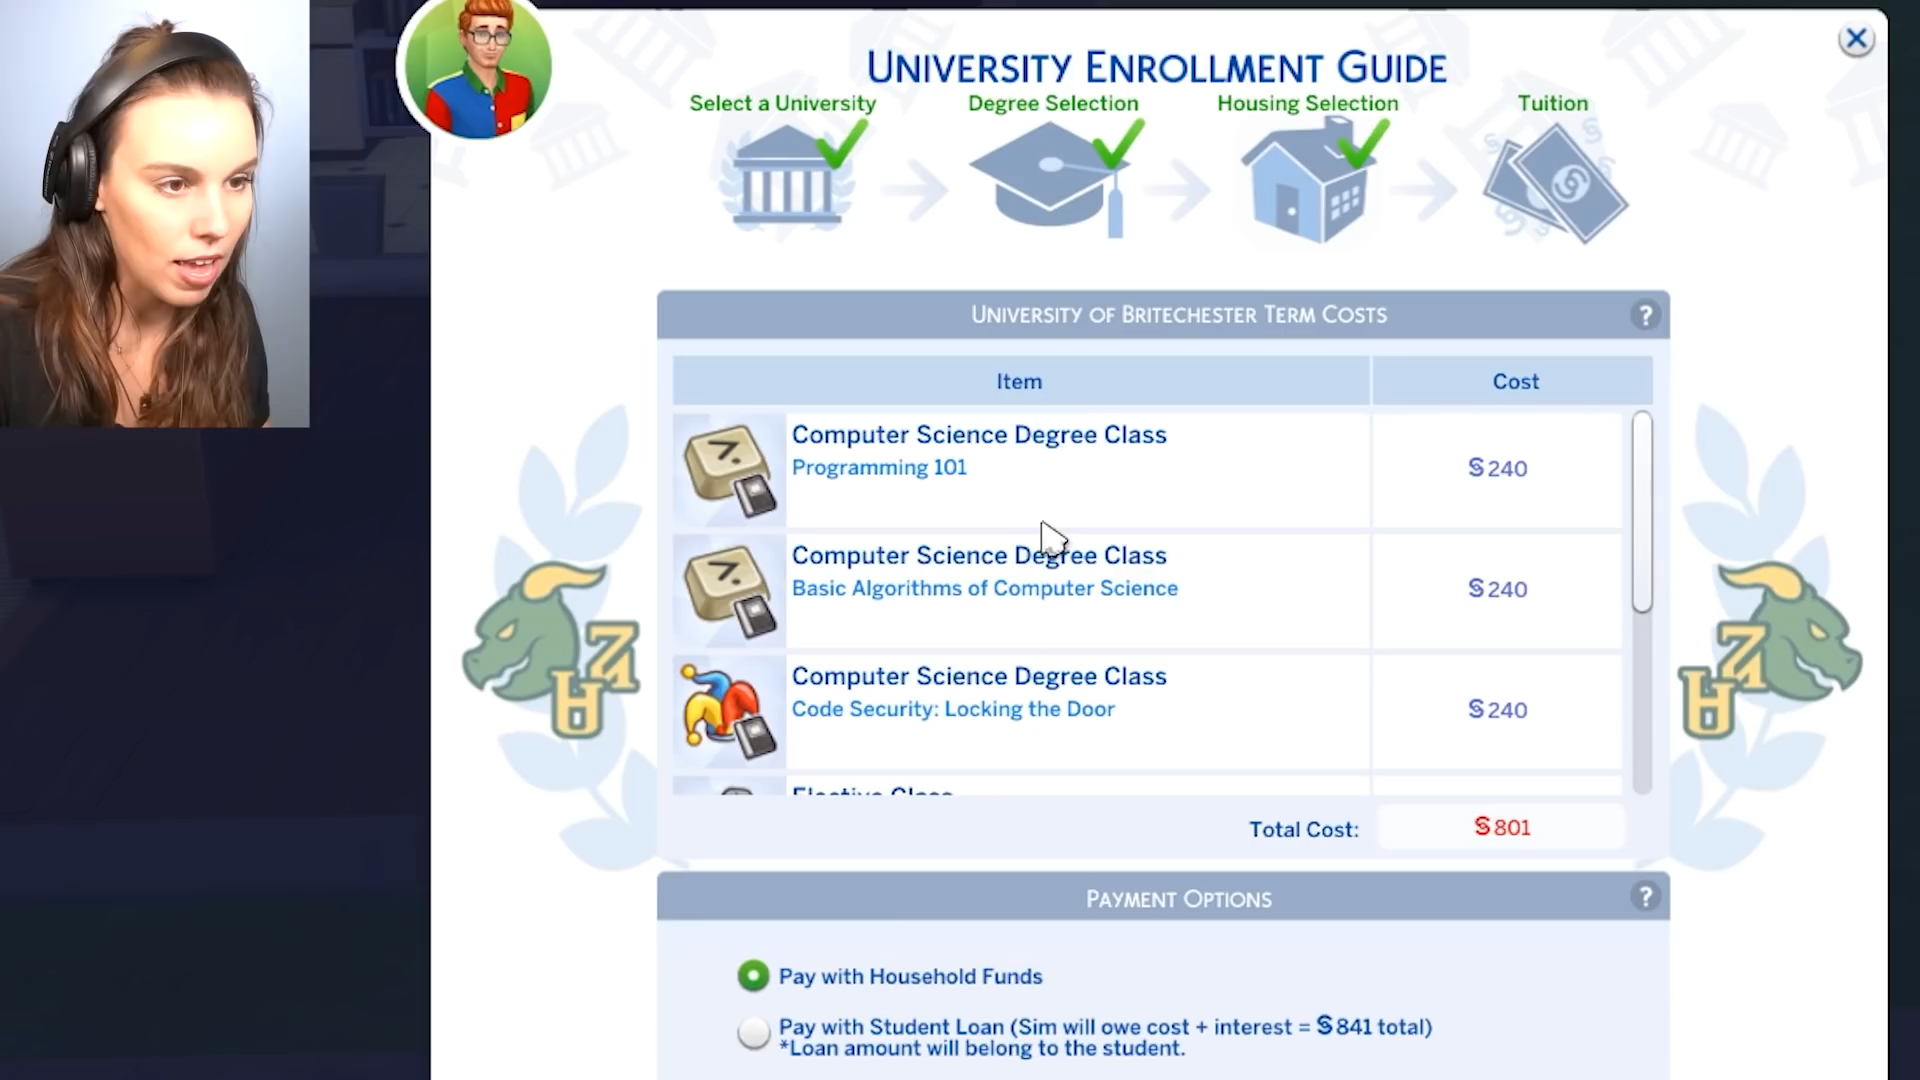 UNIVERSITY ENROLLMENT GUIDE
Select a University
Degree Selection
Housing Selection
Tuition
UNIVERSITY OF BRITECHESTER TERM COSTS
?
Item
Cost
Computer Science Degree Class
Programming 101
§240
Computer Science Degree Class
Basic Algorithms of Computer Science
§240
Computer Science Degree Class
Code Security: Locking the Door
§240
Elective Class
Total Cost:
§801
PAYMENT OPTIONS
?
Pay with Household Funds
Pay with Student Loan (Sim will owe cost + interest = §841 total)
*Loan amount will belong to the student.